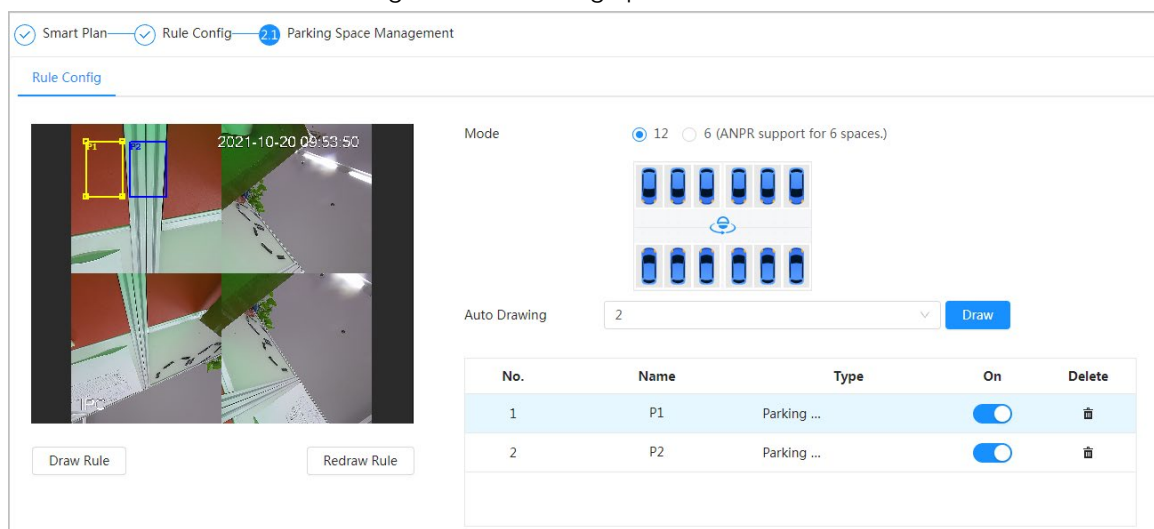 Smart Plan Rule Config 2.1 Parking Space Management
Rule Config
P1 P2 2021-10-20 09:53:50
IPC
Draw Rule Redraw Rule
Mode 12 6 (ANPR support for 6 spaces.)
Auto Drawing 2 Draw
No. Name Type On Delete
1 P1 Parking ...
2 P2 Parking ...